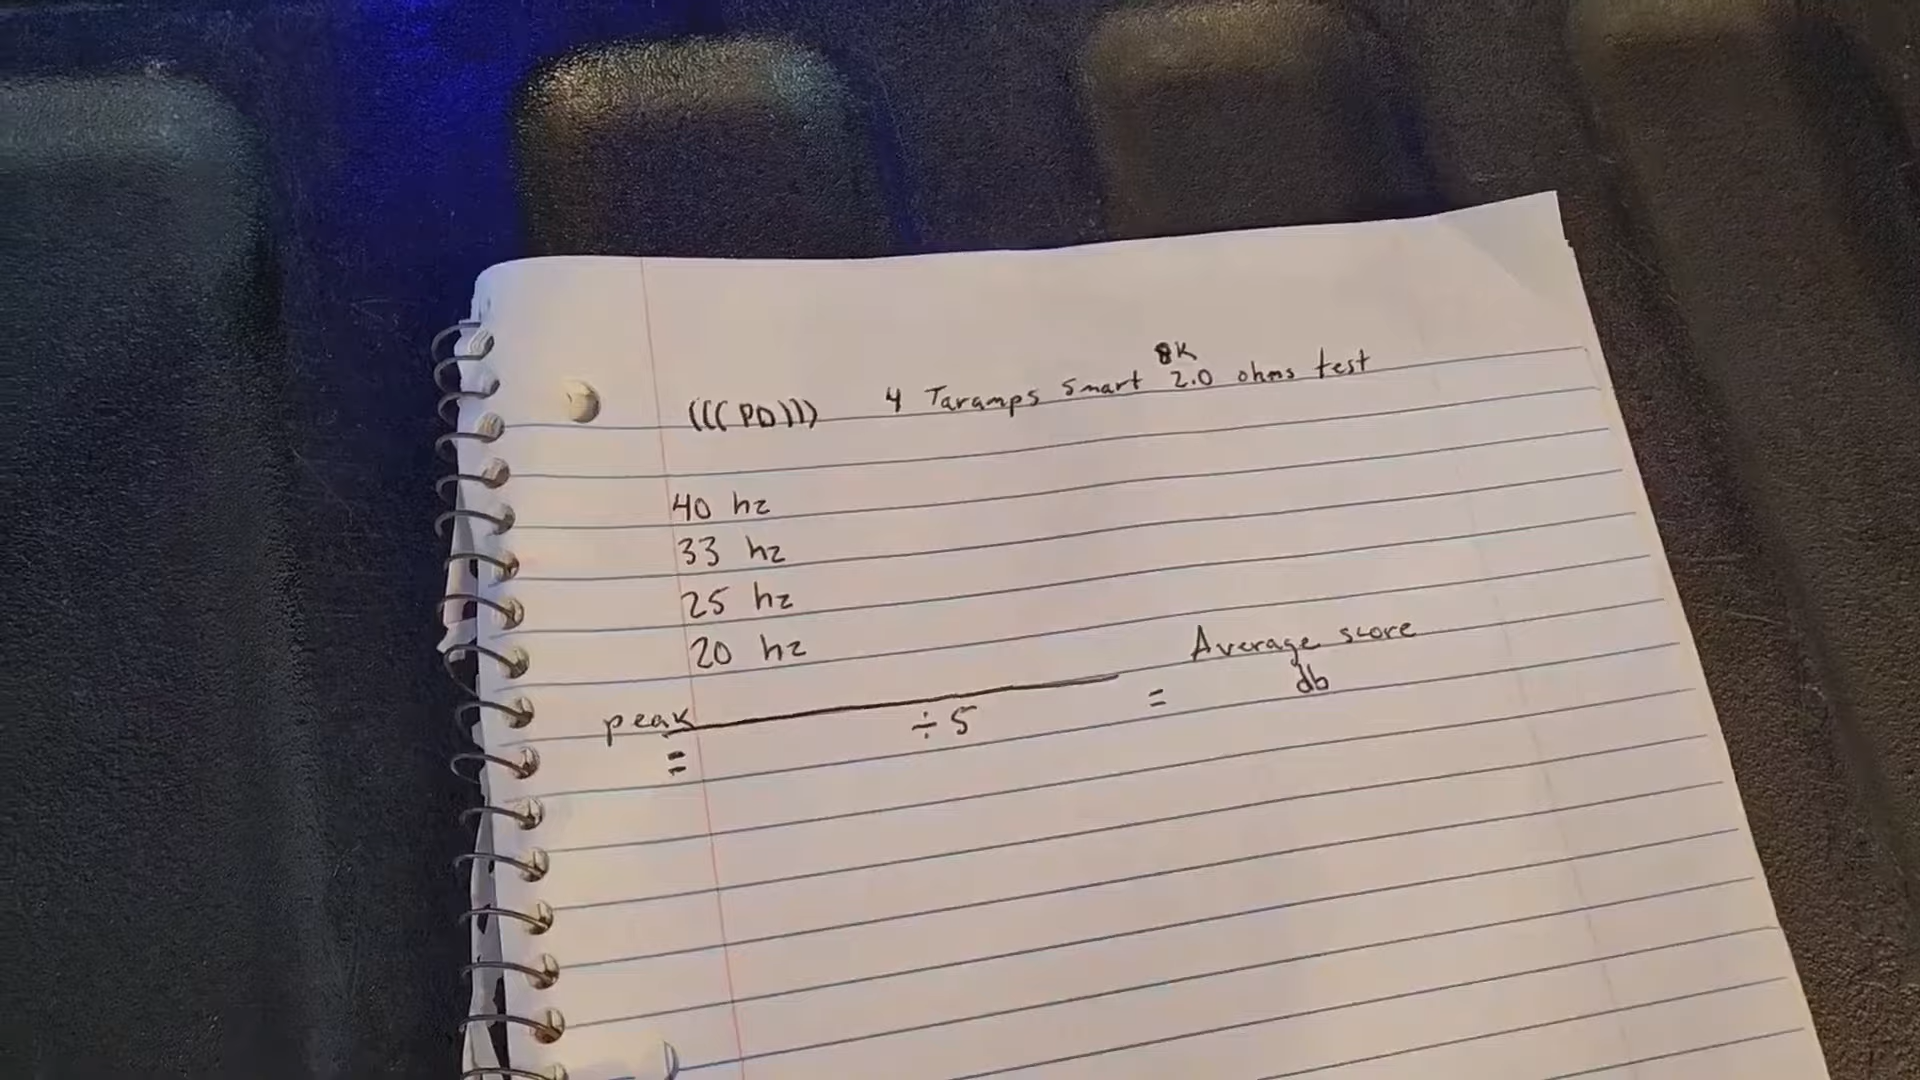 (((PD))) 4 Taramps Smart 8K 2.0 ohms test
40 hz
33 hz
25 hz
20 hz
peak
÷ 5 = Average score db
=